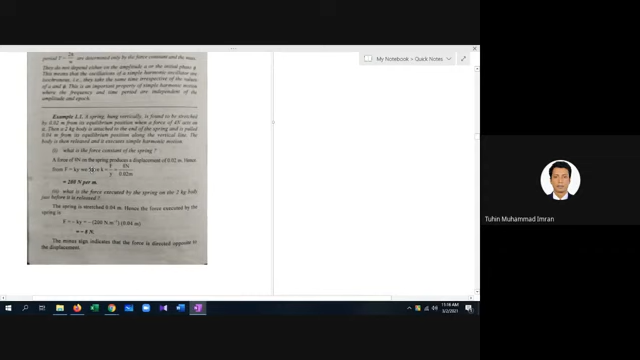 My Notebook > Quick Notes
period T = 2π/ω are determined only by the force constant and the mass.
They do not depend either on the amplitude a or the initial phase φ.
This means that the oscillations of a simple harmonic oscillator are
isochronous, i.e., they take the same time irrespective of the values
of a and φ. This is an important property of simple harmonic motion
where the frequency and time period are independent of the
amplitude and epoch.
Example 1.1. A spring, hung vertically, is found to be stretched
by 0.02 m from its equilibrium position when a force of 4N acts on
it. Then a 2 kg body is attached to the end of the spring and is pulled
0.04 m from its equilibrium position along the vertical line. The
body is then released and it executes simple harmonic motion.
(i) what is the force constant of the spring ?
A force of 4N on the spring produces a displacement of 0.02 m. Hence
from F = ky k = F/y = 4N/0.02m
= 200 N per m.
(ii) what is the force executed by the spring on the 2 kg body
just before it is released ?
The spring is stretched 0.04 m. Hence the force executed by the
spring is
F = – ky = – (200 N m⁻¹) (0.04 m)
= – 8 N.
The minus sign indicates that the force is directed opposite to
the displacement.
Tuhin Muhammad Imran
3/2/2021